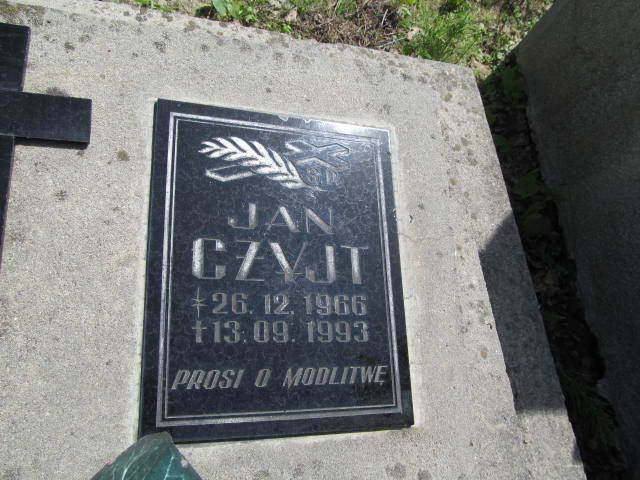 Ś.P.
JAN
CZYJT
* 26. 12. 1966
† 13. 09. 1993
PROSI O MODLITWĘ